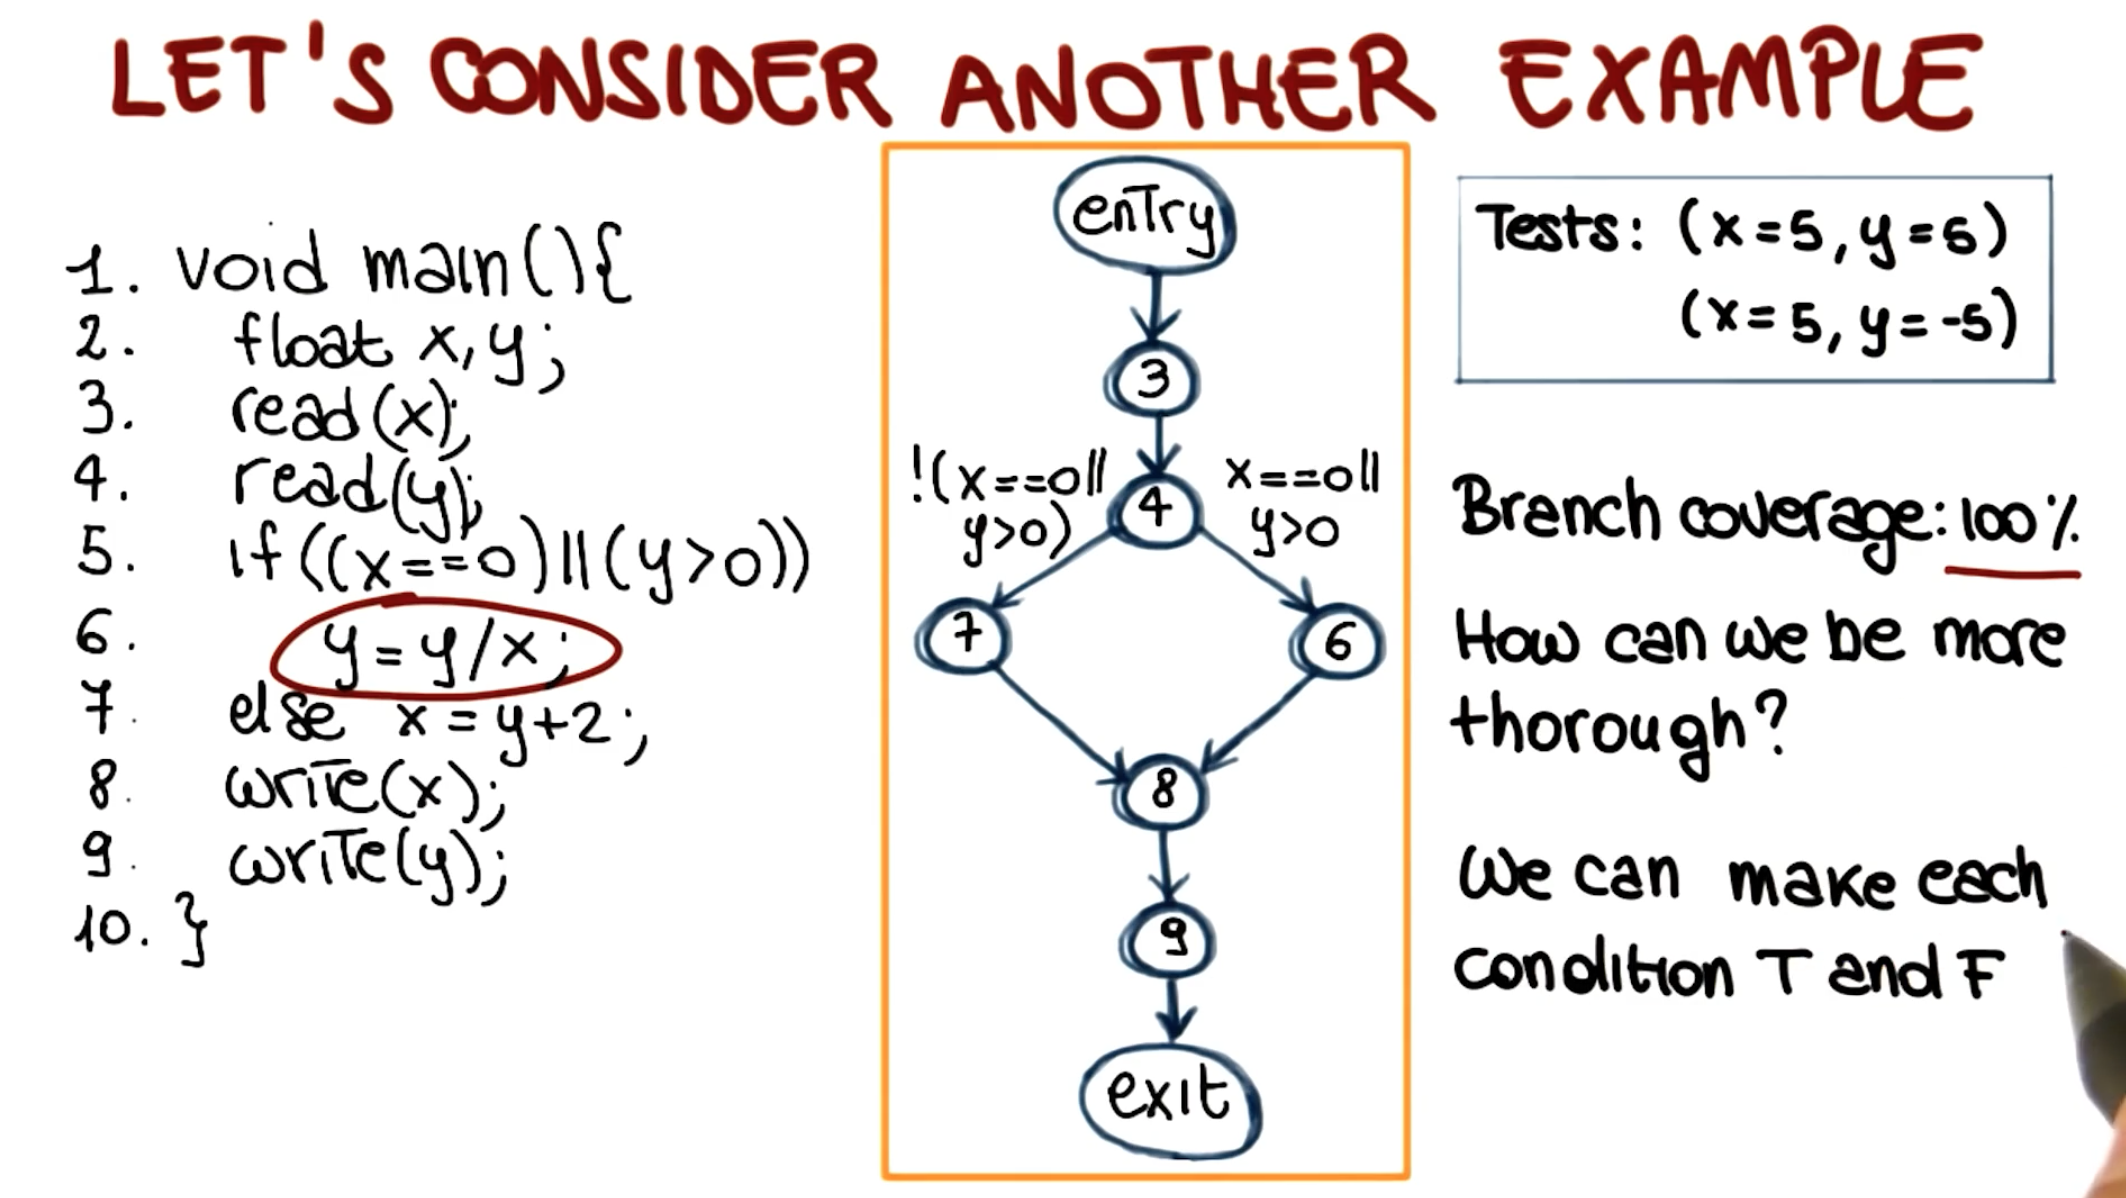 LET'S CONSIDER ANOTHER EXAMPLE
1. void main(){
2. float x,y;
3. read(x);
4. read(y);
5. if((x==0)||(y>0))
6. y=y/x;
7. else x=y+2;
8. write(x);
9. write(y);
10. }
entry
3
!(x==0||
y>0)
4
x==0||
y>0
7
6
8
9
exit
Tests: (x=5,y=5)
(x=5,y=-5)
Branch coverage: 100%
How can we be more
thorough?
We can make each
condition T and F